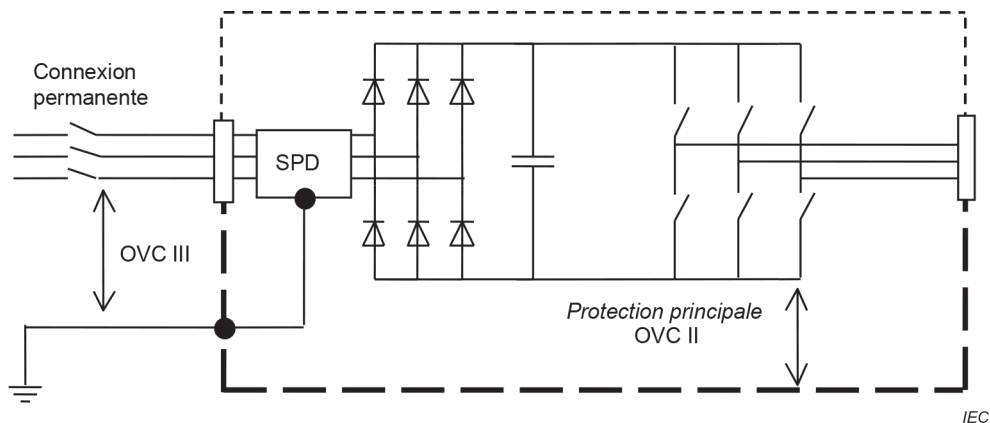 Connexion
permanente
SPD
OVC III
Protection principale
OVC II
IEC